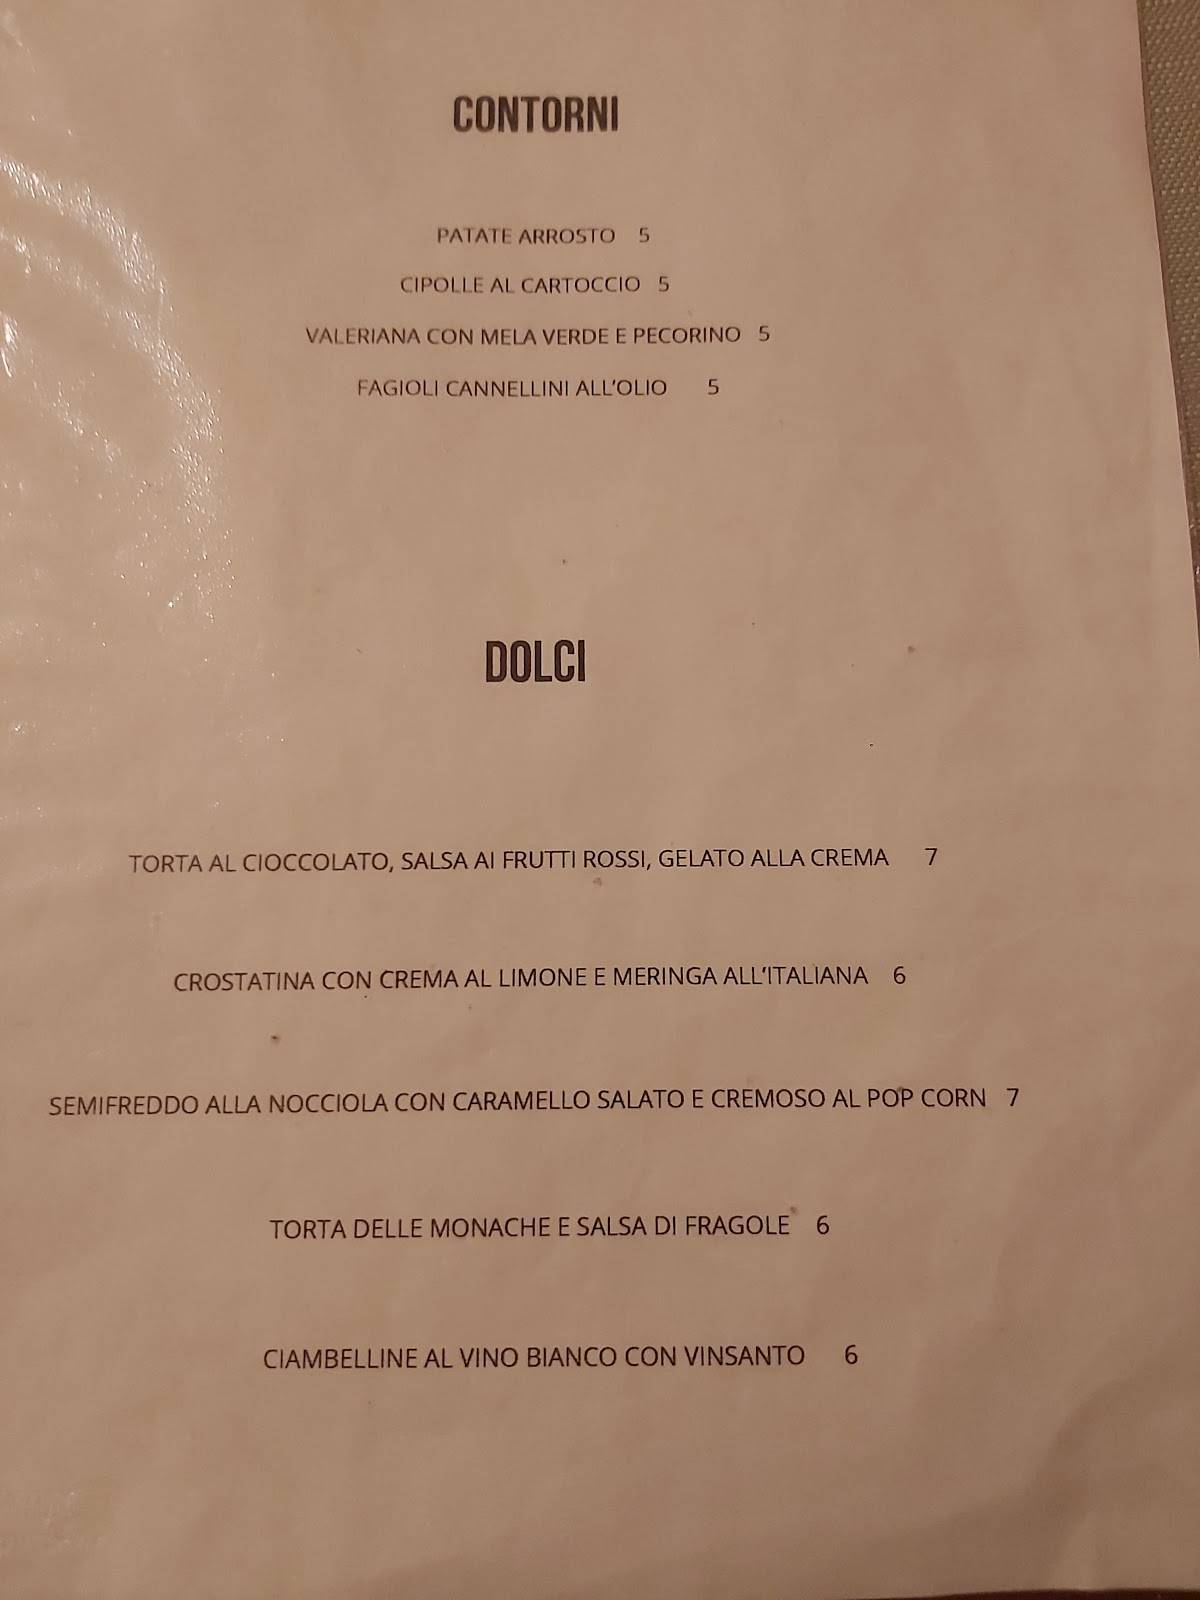 CONTORNI
PATATE ARROSTO 5
CIPOLLE AL CARTOCCIO 5
VALERIANA CON MELA VERDE E PECORINO 5
FAGIOLI CANNELLINI ALL'OLIO 5
DOLCI
TORTA AL CIOCCOLATO, SALSA AI FRUTTI ROSSI, GELATO ALLA CREMA 7
CROSTATINA CON CREMA AL LIMONE E MERINGA ALL'ITALIANA 6
SEMIFREDDO ALLA NOCCIOLA CON CARAMELLO SALATO E CREMOSO AL POP CORN 7
TORTA DELLE MONACHE E SALSA DI FRAGOLE 6
CIAMBELLINE AL VINO BIANCO CON VINSANTO 6